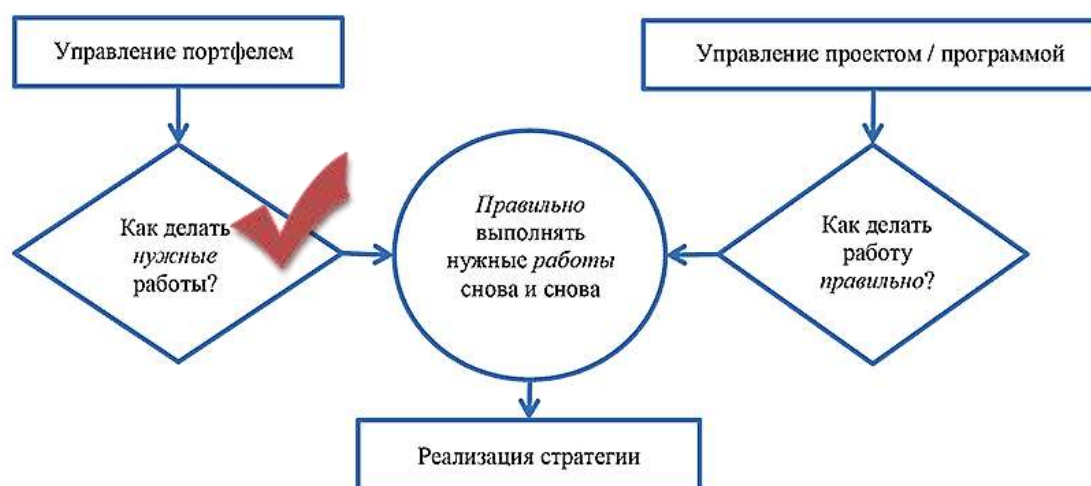 Управление портфелем
Управление проектом / программой
Как делать
нужные
работы?
Правильно
выполнять
нужные работы
снова и снова
Как делать
работу
правильно?
Реализация стратегии